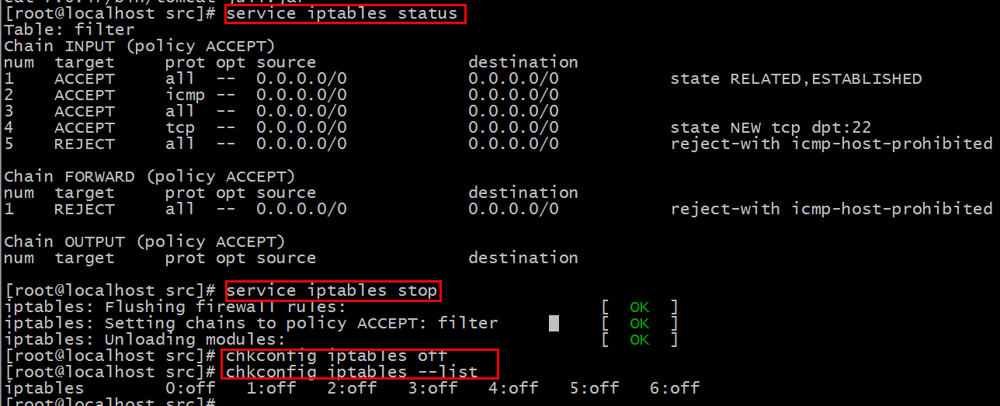 [root@localhost src]# service iptables status
Table: filter
Chain INPUT (policy ACCEPT)
num target prot opt source destination
1 ACCEPT all -- 0.0.0.0/0 0.0.0.0/0 state RELATED,ESTABLISHED
2 ACCEPT icmp -- 0.0.0.0/0 0.0.0.0/0
3 ACCEPT all -- 0.0.0.0/0 0.0.0.0/0
4 ACCEPT tcp -- 0.0.0.0/0 0.0.0.0/0 state NEW tcp dpt:22
5 REJECT all -- 0.0.0.0/0 0.0.0.0/0 reject-with icmp-host-prohibited
Chain FORWARD (policy ACCEPT)
num target prot opt source destination
1 REJECT all -- 0.0.0.0/0 0.0.0.0/0 reject-with icmp-host-prohibited
Chain OUTPUT (policy ACCEPT)
num target prot opt source destination
[root@localhost src]# service iptables stop
iptables: Flushing firewall rules: [ OK ]
iptables: Setting chains to policy ACCEPT: filter [ OK ]
iptables: Unloading modules: [ OK ]
[root@localhost src]# chkconfig iptables off
[root@localhost src]# chkconfig iptables --list
iptables 0:off 1:off 2:off 3:off 4:off 5:off 6:off
[root@localhost src]#